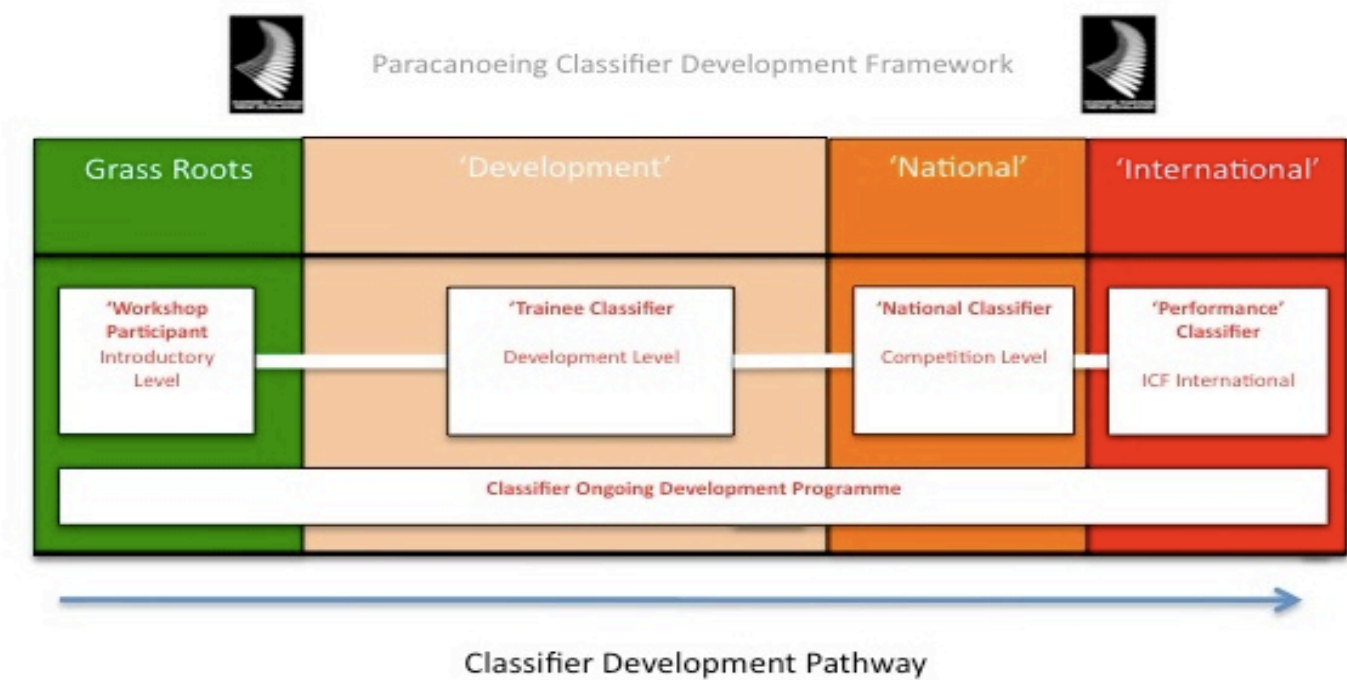 Paracanoeing Classifier Development Framework
Grass Roots
'Development'
'National'
'International'
'Workshop
Participant
Introductory
Level
'Trainee Classifier
Development Level
'National Classifier
Competition Level
'Performance'
Classifier
ICF International
Classifier Ongoing Development Programme
Classifier Development Pathway